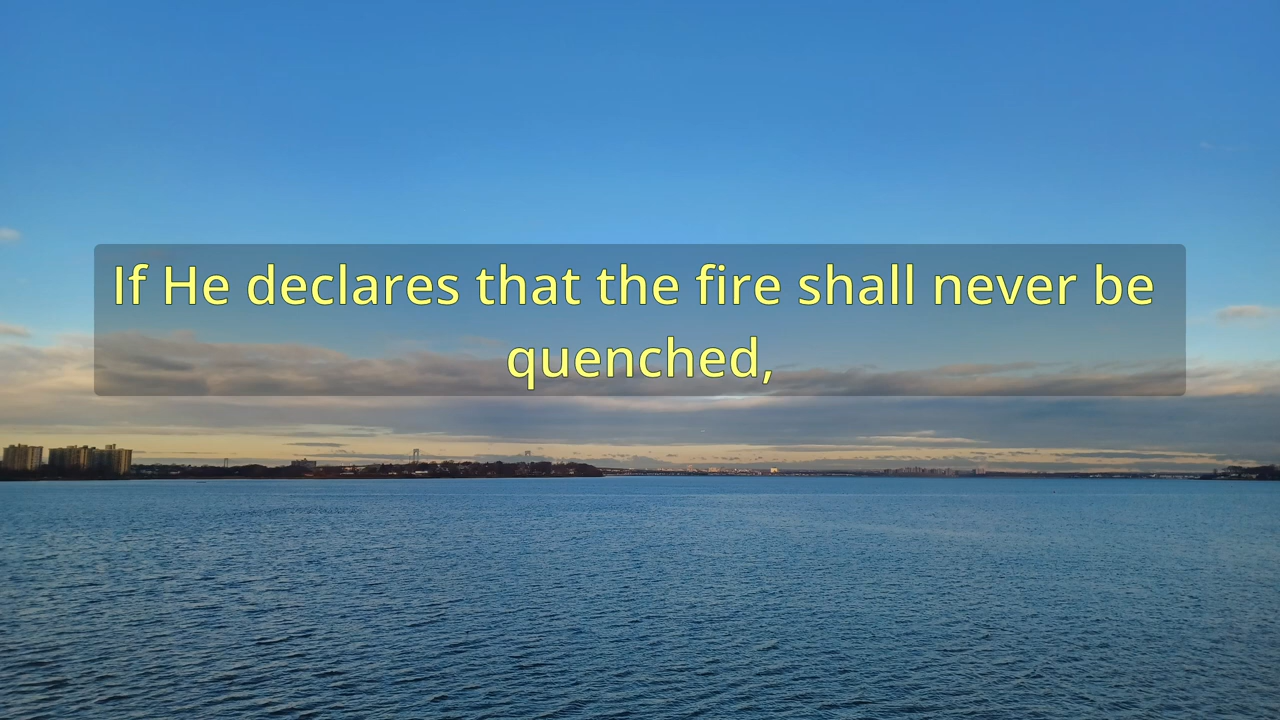 If He declares that the fire shall never be
quenched,